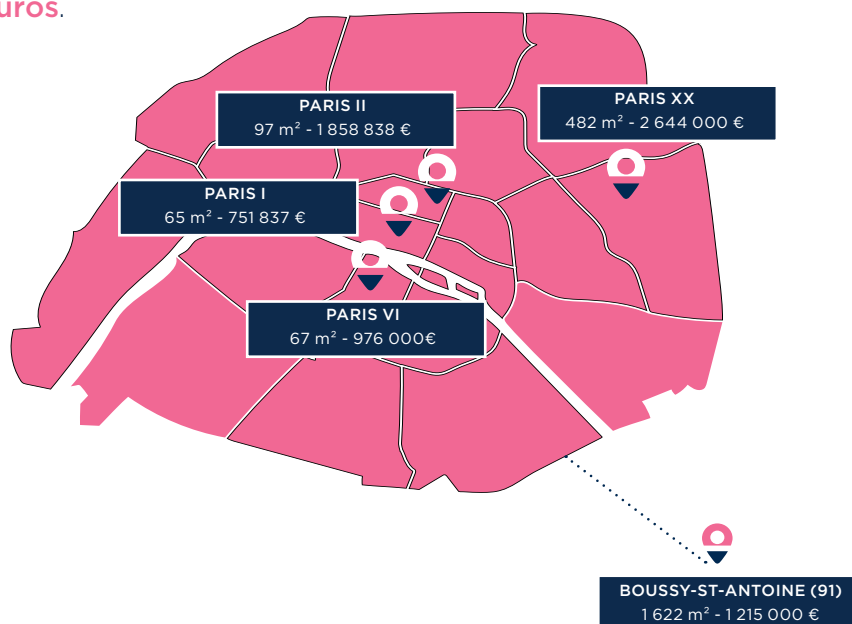 uros.
PARIS II
97 m² - 1 858 838 €
PARIS XX
482 m² - 2 644 000 €
PARIS I
65 m² - 751 837 €
PARIS VI
67 m² - 976 000€
BOUSSY-ST-ANTOINE (91)
1 622 m² - 1 215 000 €